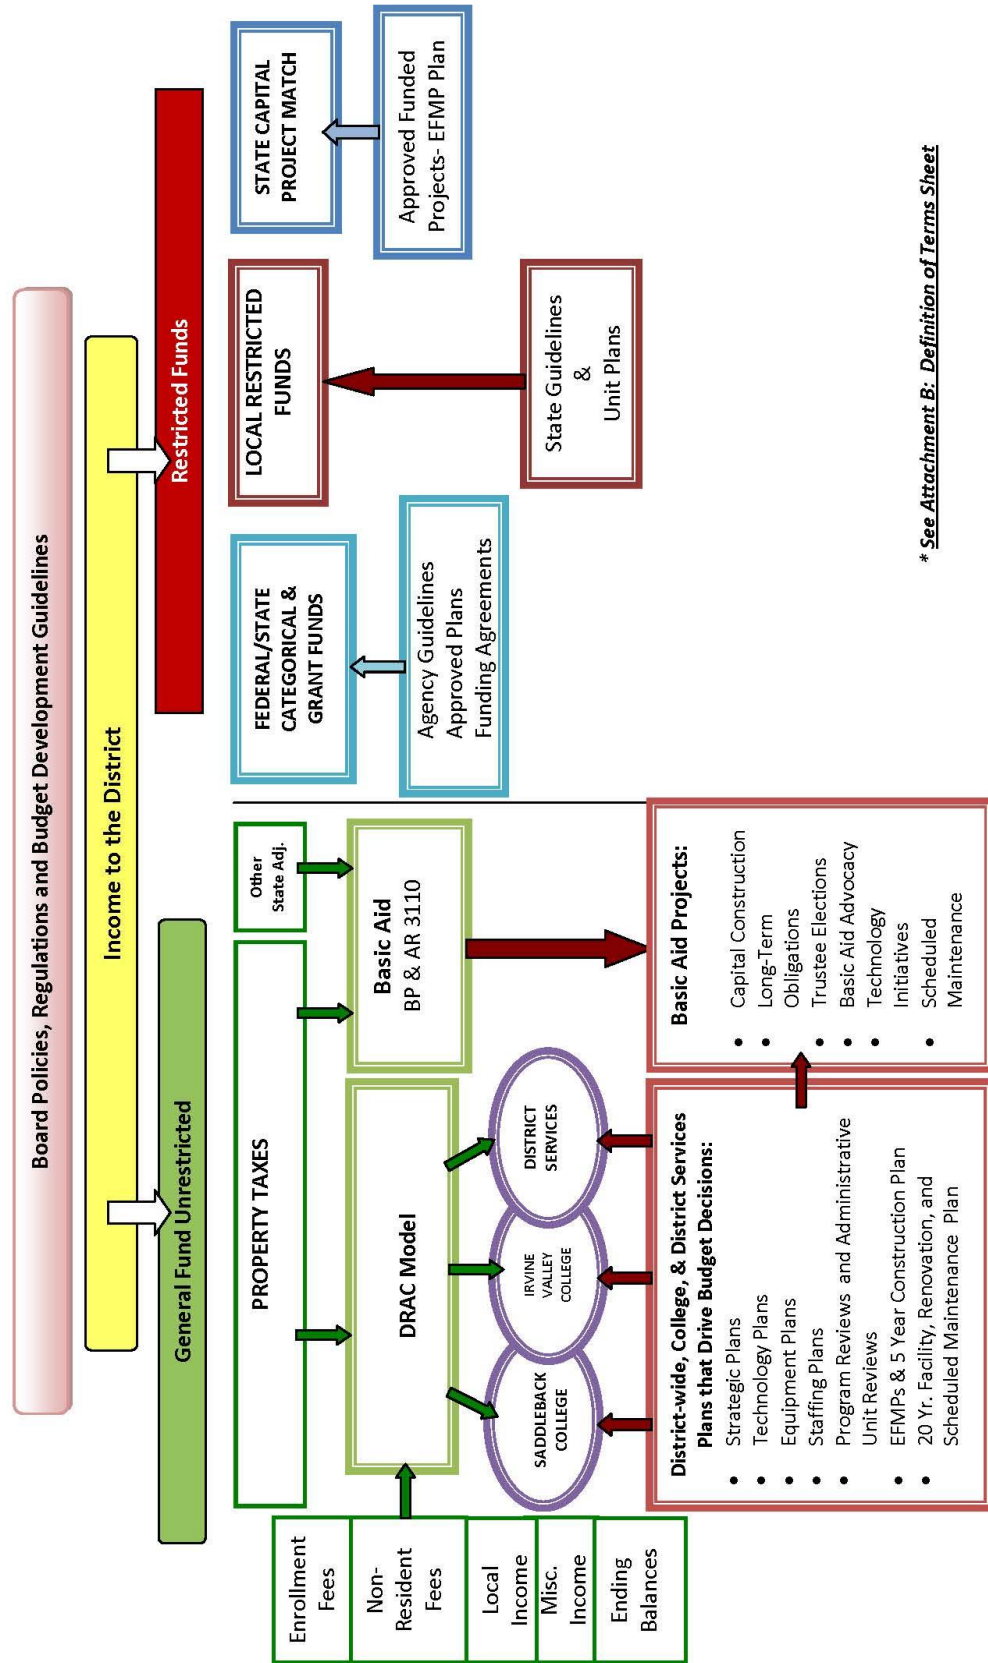 Board Policies, Regulations and Budget Development Guidelines
Income to the District
General Fund Unrestricted
Restricted Funds
Enrollment
Fees
Non-
Resident
Fees
Local
Income
Misc.
Income
Ending
Balances
PROPERTY TAXES
Other
State Adj.
DRAC Model
Basic Aid
BP & AR 3110
SADDLEBACK
COLLEGE
IRVINE
VALLEY
COLLEGE
DISTRICT
SERVICES
District-wide, College, & District Services
Plans that Drive Budget Decisions:
• Strategic Plans
• Technology Plans
• Equipment Plans
• Staffing Plans
• Program Reviews and Administrative
Unit Reviews
• EFMPs & 5 Year Construction Plan
• 20 Yr. Facility, Renovation, and
Scheduled Maintenance Plan
Basic Aid Projects:
• Capital Construction
• Long-Term
Obligations
• Trustee Elections
• Basic Aid Advocacy
• Technology
Initiatives
• Scheduled
Maintenance
FEDERAL/STATE
CATEGORICAL &
GRANT FUNDS
Agency Guidelines
Approved Plans
Funding Agreements
LOCAL RESTRICTED
FUNDS
State Guidelines
&
Unit Plans
STATE CAPITAL
PROJECT MATCH
Approved Funded
Projects- EFMP Plan
* See Attachment B: Definition of Terms Sheet